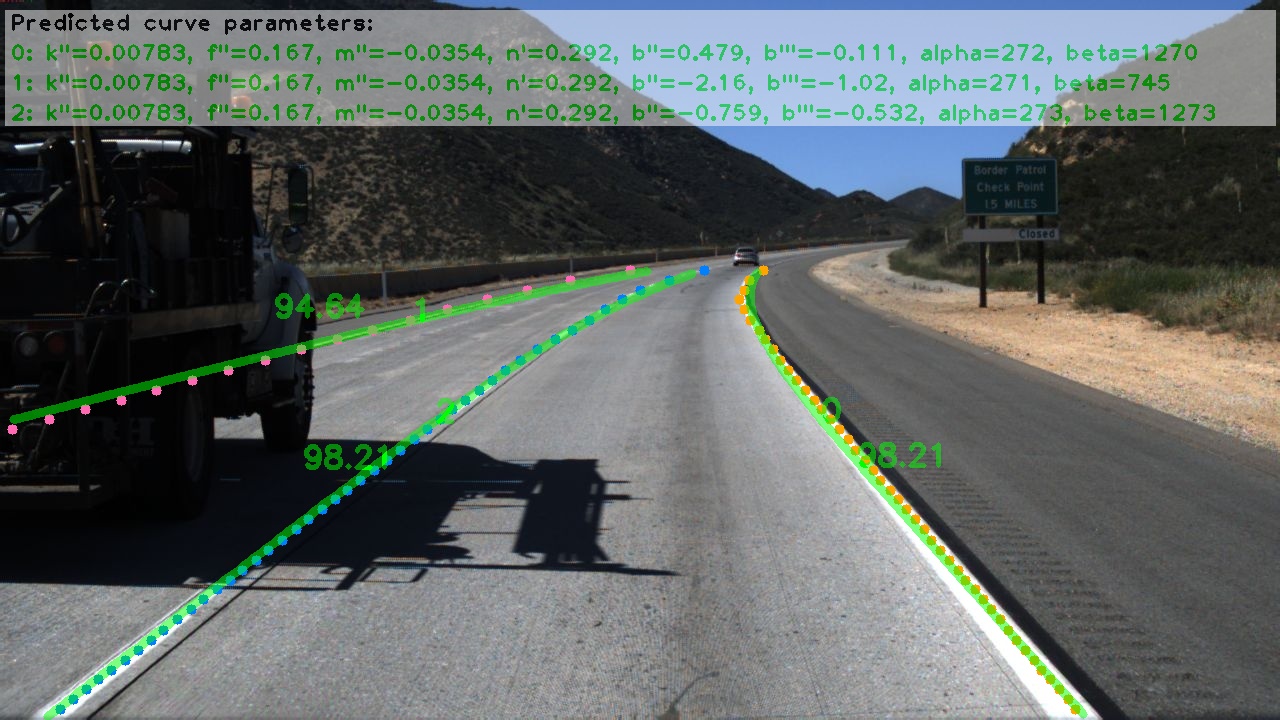 Predicted curve parameters:
0: k''=0.00783, f''=0.167, m''=-0.0354, n'=0.292, b''=0.479, b'''=-0.111, alpha=272, beta=1270
1: k''=0.00783, f''=0.167, m''=-0.0354, n'=0.292, b''=-2.16, b'''=-1.02, alpha=271, beta=745
2: k''=0.00783, f''=0.167, m''=-0.0354, n'=0.292, b''=-0.759, b'''=-0.532, alpha=273, beta=1273
Border Patrol
Check Point
15 MILES
Closed
94.64 1
2 0
98.21 98.21